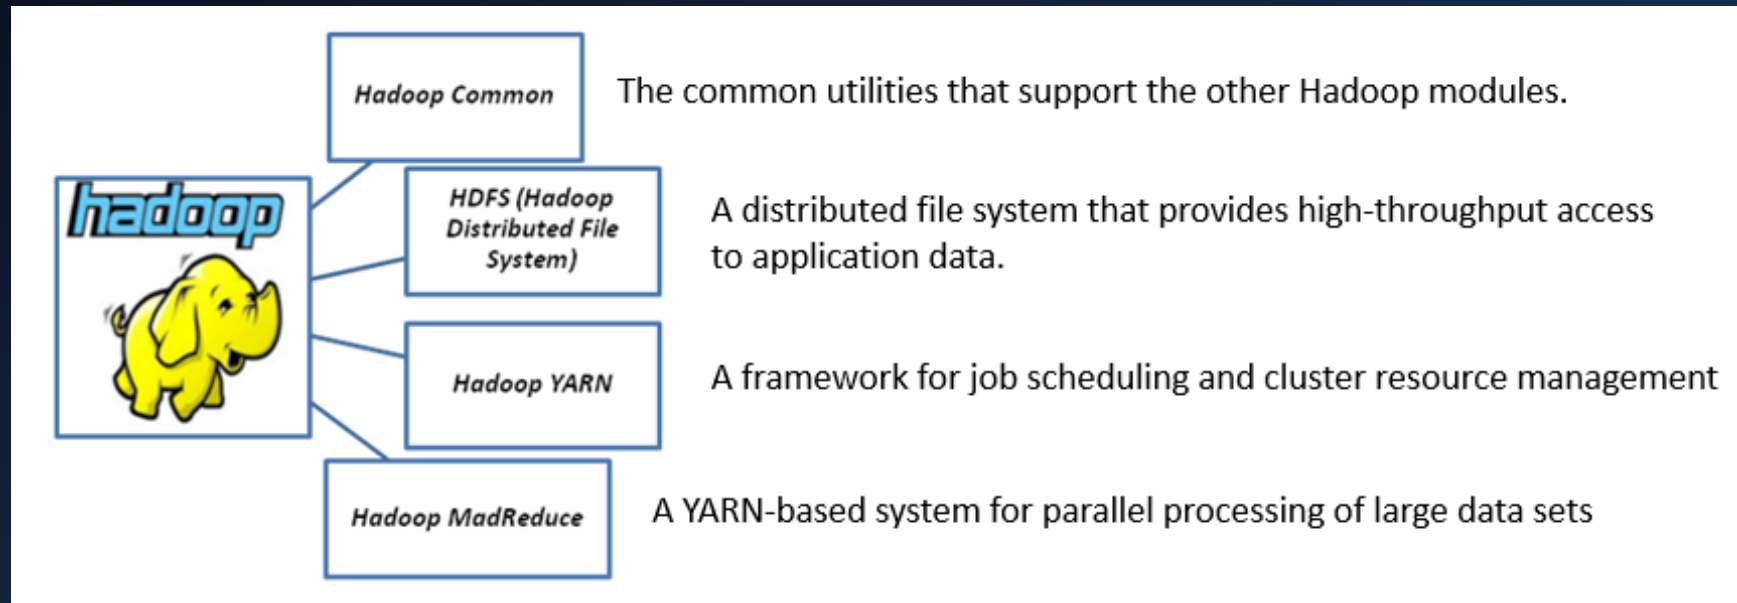 hadoop
Hadoop Common
The common utilities that support the other Hadoop modules.
HDFS (Hadoop
Distributed File
System)
A distributed file system that provides high-throughput access
to application data.
Hadoop YARN
A framework for job scheduling and cluster resource management
Hadoop MadReduce
A YARN-based system for parallel processing of large data sets